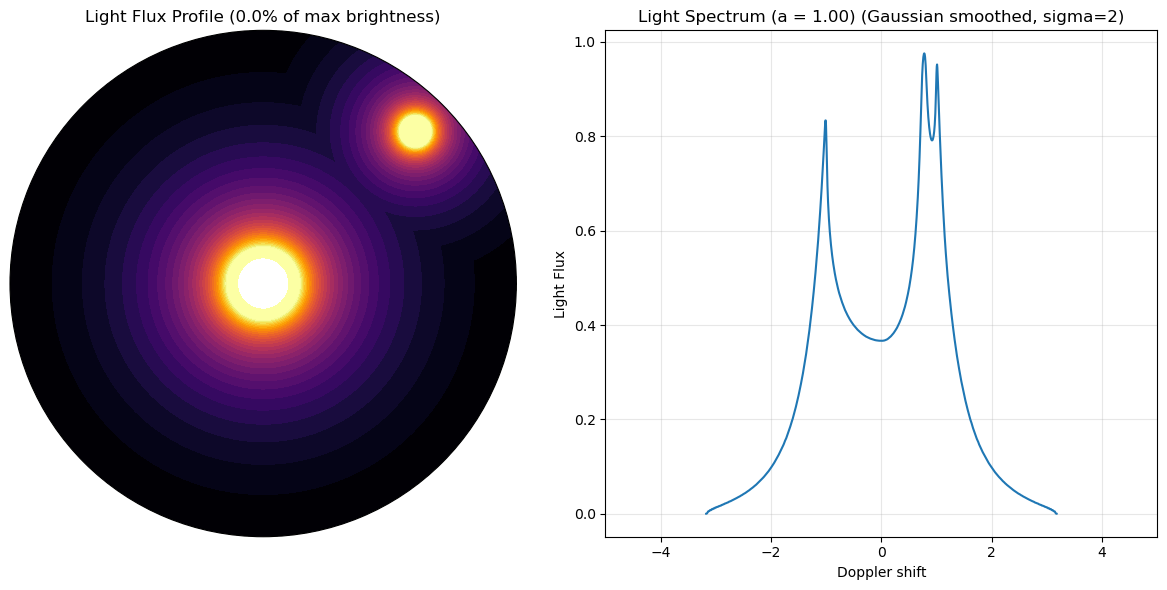 Light Flux Profile (0.0% of max brightness)
Light Spectrum (a = 1.00) (Gaussian smoothed, sigma=2)
Light Flux
1.0
0.8
0.6
0.4
0.2
0.0
−4
−2
0
2
4
Doppler shift